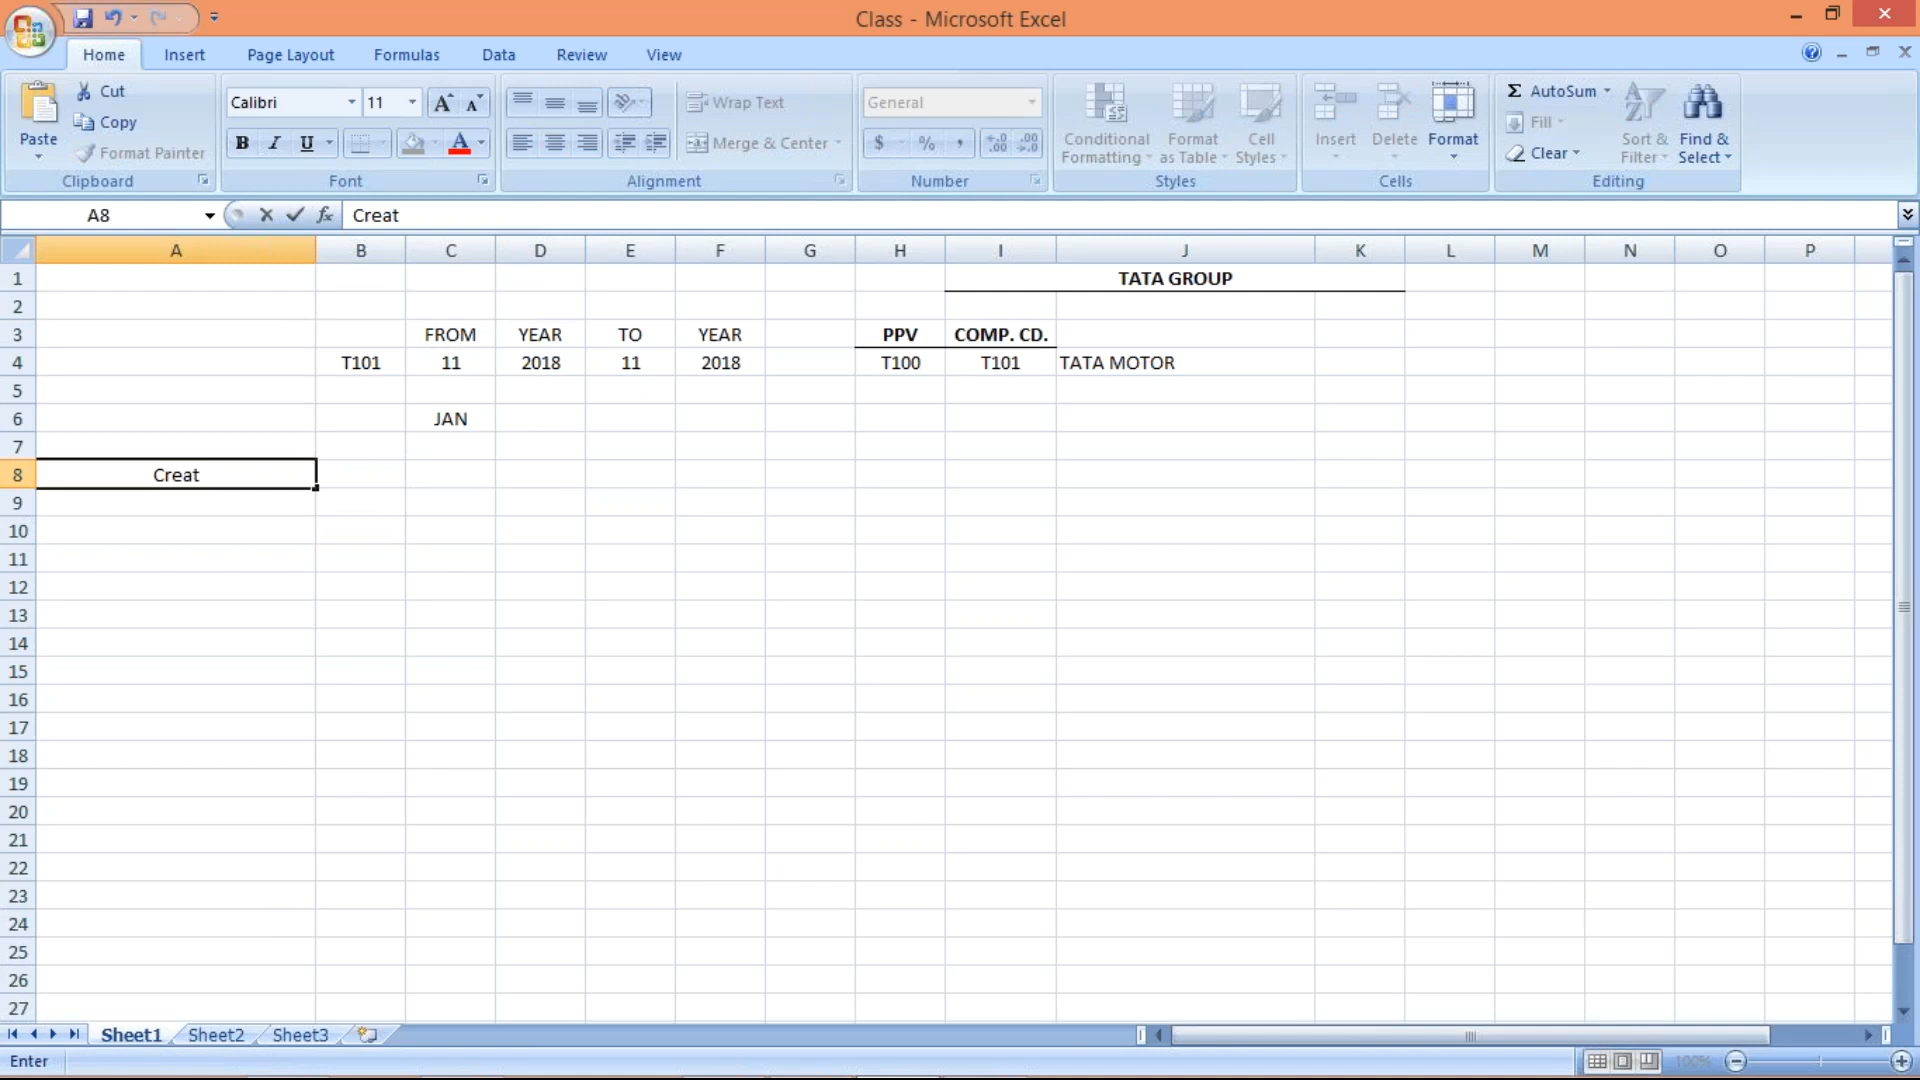 Class - Microsoft Excel
Home Insert Page Layout Formulas Data Review View
Paste Cut Copy Format Painter Clipboard
Calibri 11 B I U Font
Wrap Text Merge & Center Alignment
General $ % , Number
Conditional Formatting Format as Table Cell Styles Styles
Insert Delete Format Cells
Σ AutoSum Fill Clear Sort & Filter Find & Select Editing
A8 fx Creat
A B C D E F G H I J K L M N O P
1 TATA GROUP
2
3 FROM YEAR TO YEAR PPV COMP. CD.
4 T101 11 2018 11 2018 T100 T101 TATA MOTOR
5
6 JAN
7
8 Creat
9
10
11
12
13
14
15
16
17
18
19
20
21
22
23
24
25
26
27
Sheet1 Sheet2 Sheet3
Enter 100%